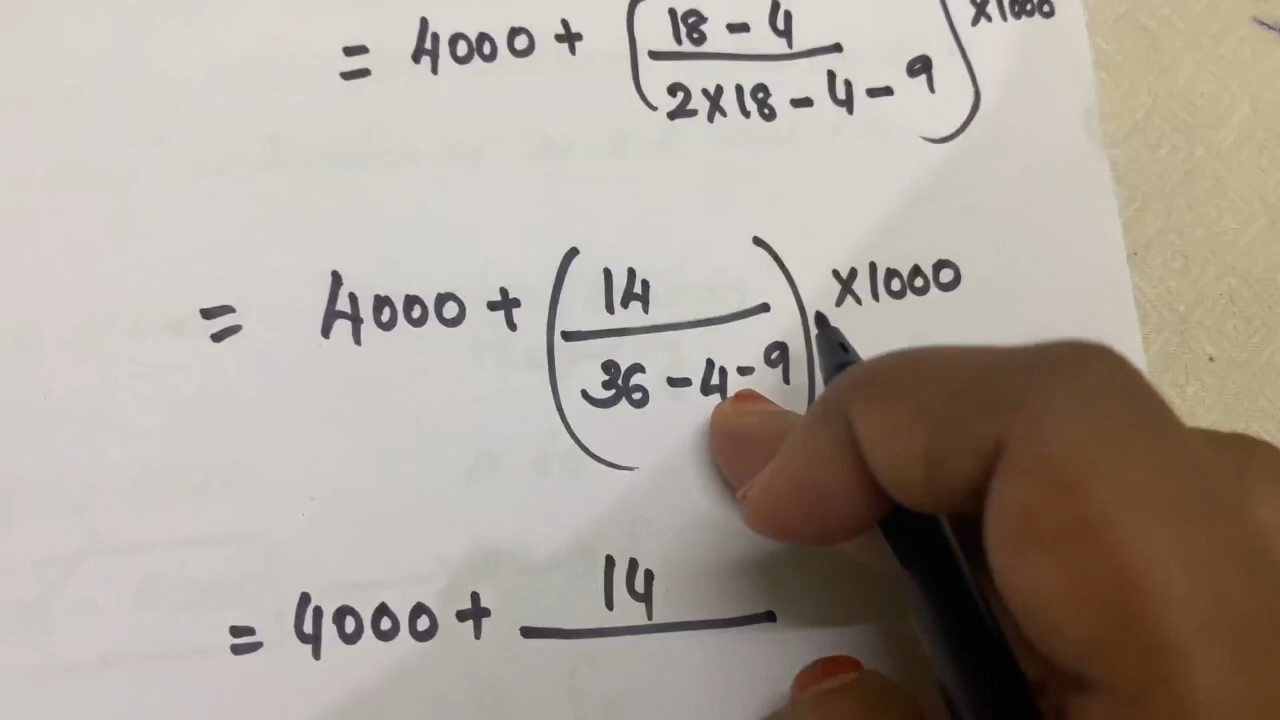 = 4000 + (18 - 4 / 2×18 - 4 - 9) ×1000
= 4000 + (14 / 36 - 4 - 9) ×1000
= 4000 + 14 /